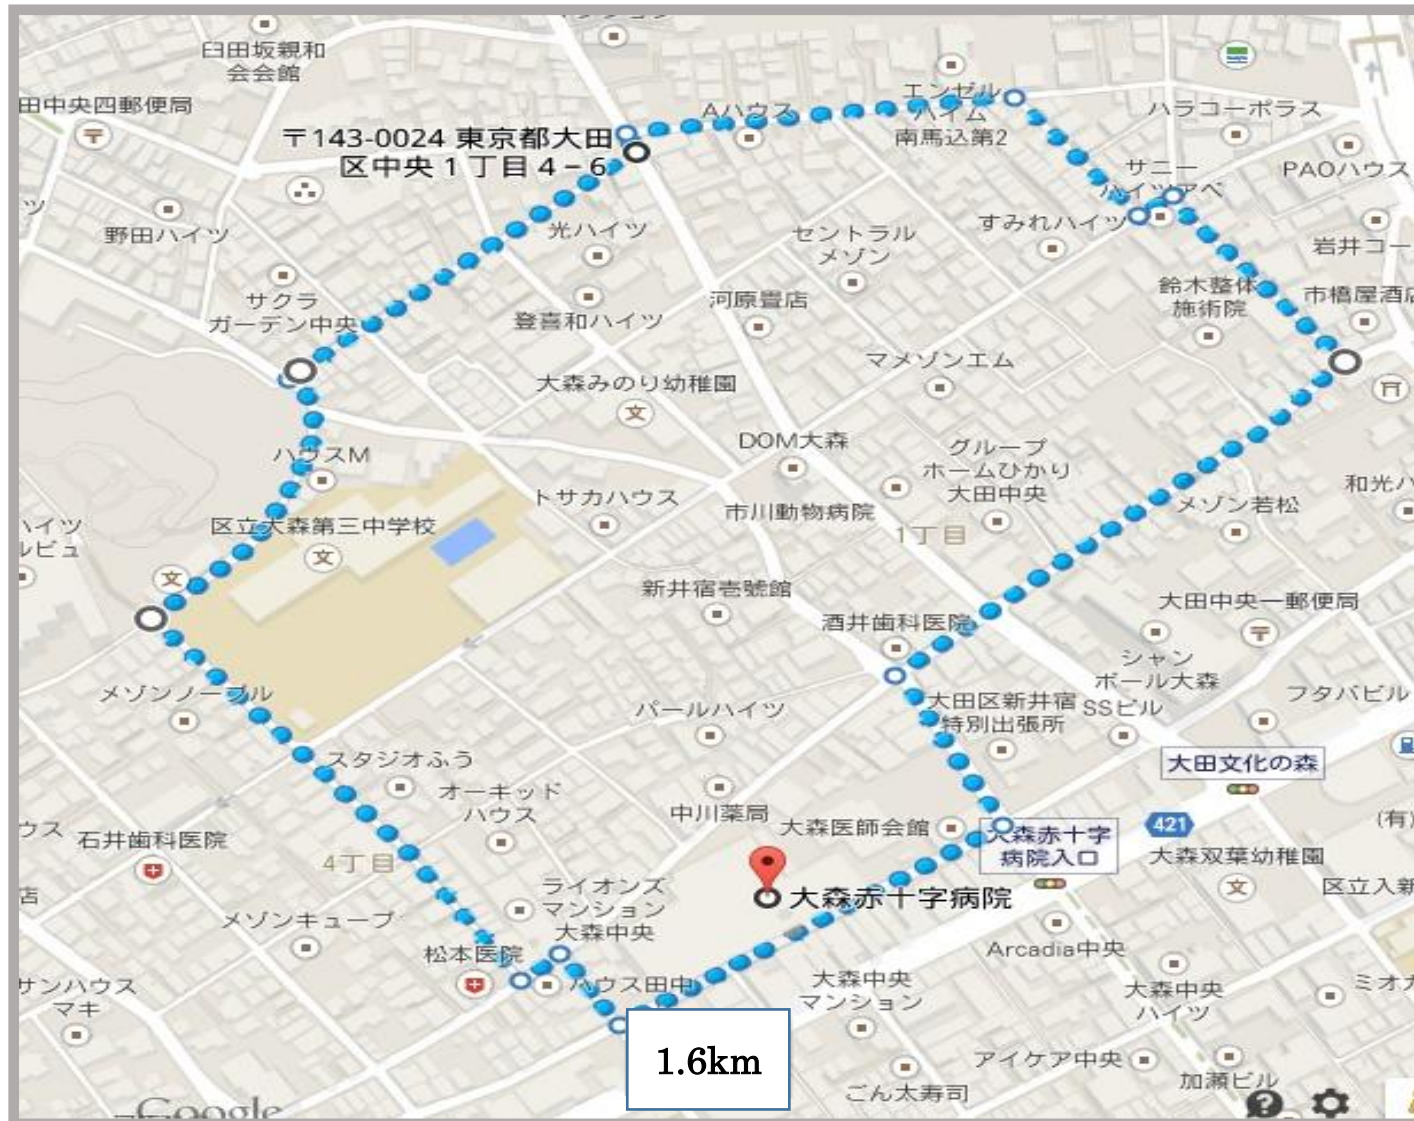 臼田坂親和
会会館
田中央四郵便局
〒143-0024 東京都大田
区中央1丁目4-6
Aハウス
エンゼル
ハイム
南馬込第2
ハラコーポラス
サニー
ハイツアベ
PAOハウス
野田ハイツ
光ハイツ
セントラル
メゾン
すみれハイツ
岩井コー
サクラ
ガーデン中央
登喜和ハイツ
河原畳店
鈴木整体
施術院
市橋屋酒店
マメゾンエム
大森みのり幼稚園
文
DOM大森
グループ
ホームひかり
大田中央
ハウスM
トサカハウス
市川動物病院
1丁目
メゾン若松
和光ハ
ハイツ
レビュ
区立大森第三中学校
文
文
新井宿壱號館
酒井歯科医院
大田中央一郵便局
シャン
ボール大森
メゾンノーブル
パールハイツ
大田区新井宿
特別出張所
SSビル
フタバビル
大田文化の森
スタジオふう
オーキッド
ハウス
中川薬局
大森医師会館
大森赤十字
病院入口
421
大森双葉幼稚園
文
(有)
ウス
石井歯科医院
4丁目
店
ライオンズ
マンション
大森中央
大森赤十字病院
区立入新
メゾンキューブ
Arcadia中央
松本医院
ハウス田中
大森中央
マンション
大森中央
ハイツ
ミオナ
サンハウス
マキ
1.6km
アイケア中央
加瀬ビル
ごん太寿司
Google